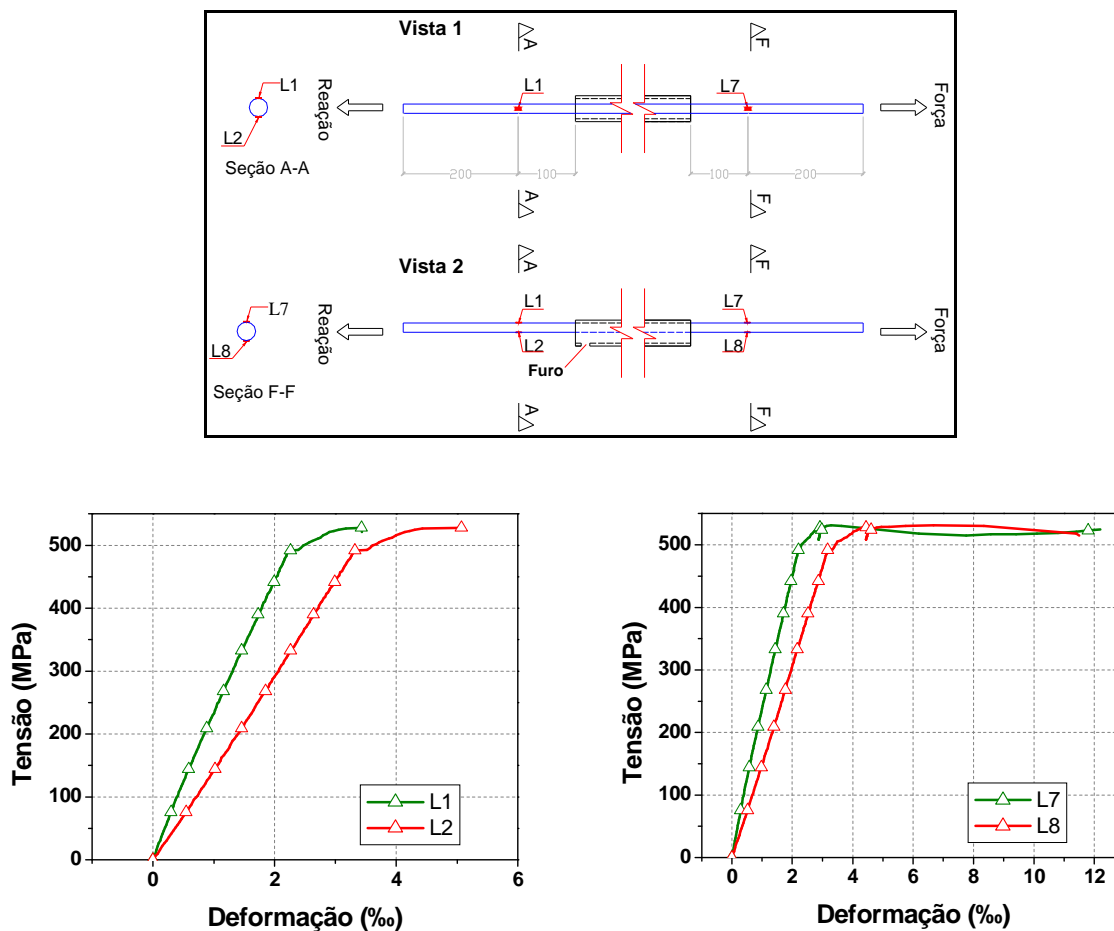 Vista 1
A
F
L1
L1
L7
Reação
Força
L2
Seção A-A
200
100
100
200
A
F
A
F
Vista 2
L7
L1
L7
Reação
Força
L8
L2
L8
Furo
Seção F-F
A
F
Tensão (MPa)
500
400
300
200
100
0
L1
L2
0
2
4
6
Deformação (‰)
Tensão (MPa)
500
400
300
200
100
0
L7
L8
0
2
4
6
8
10
12
Deformação (‰)